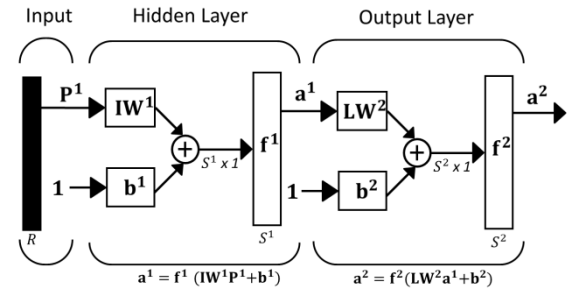 Input Hidden Layer Output Layer
P¹ IW¹ a¹ LW² a²
f¹ f²
+ S¹ x 1 + S² x 1
1 b¹ 1 b²
R S¹ S²
a¹ = f¹ (IW¹P¹+b¹) a² = f²(LW²a¹+b²)